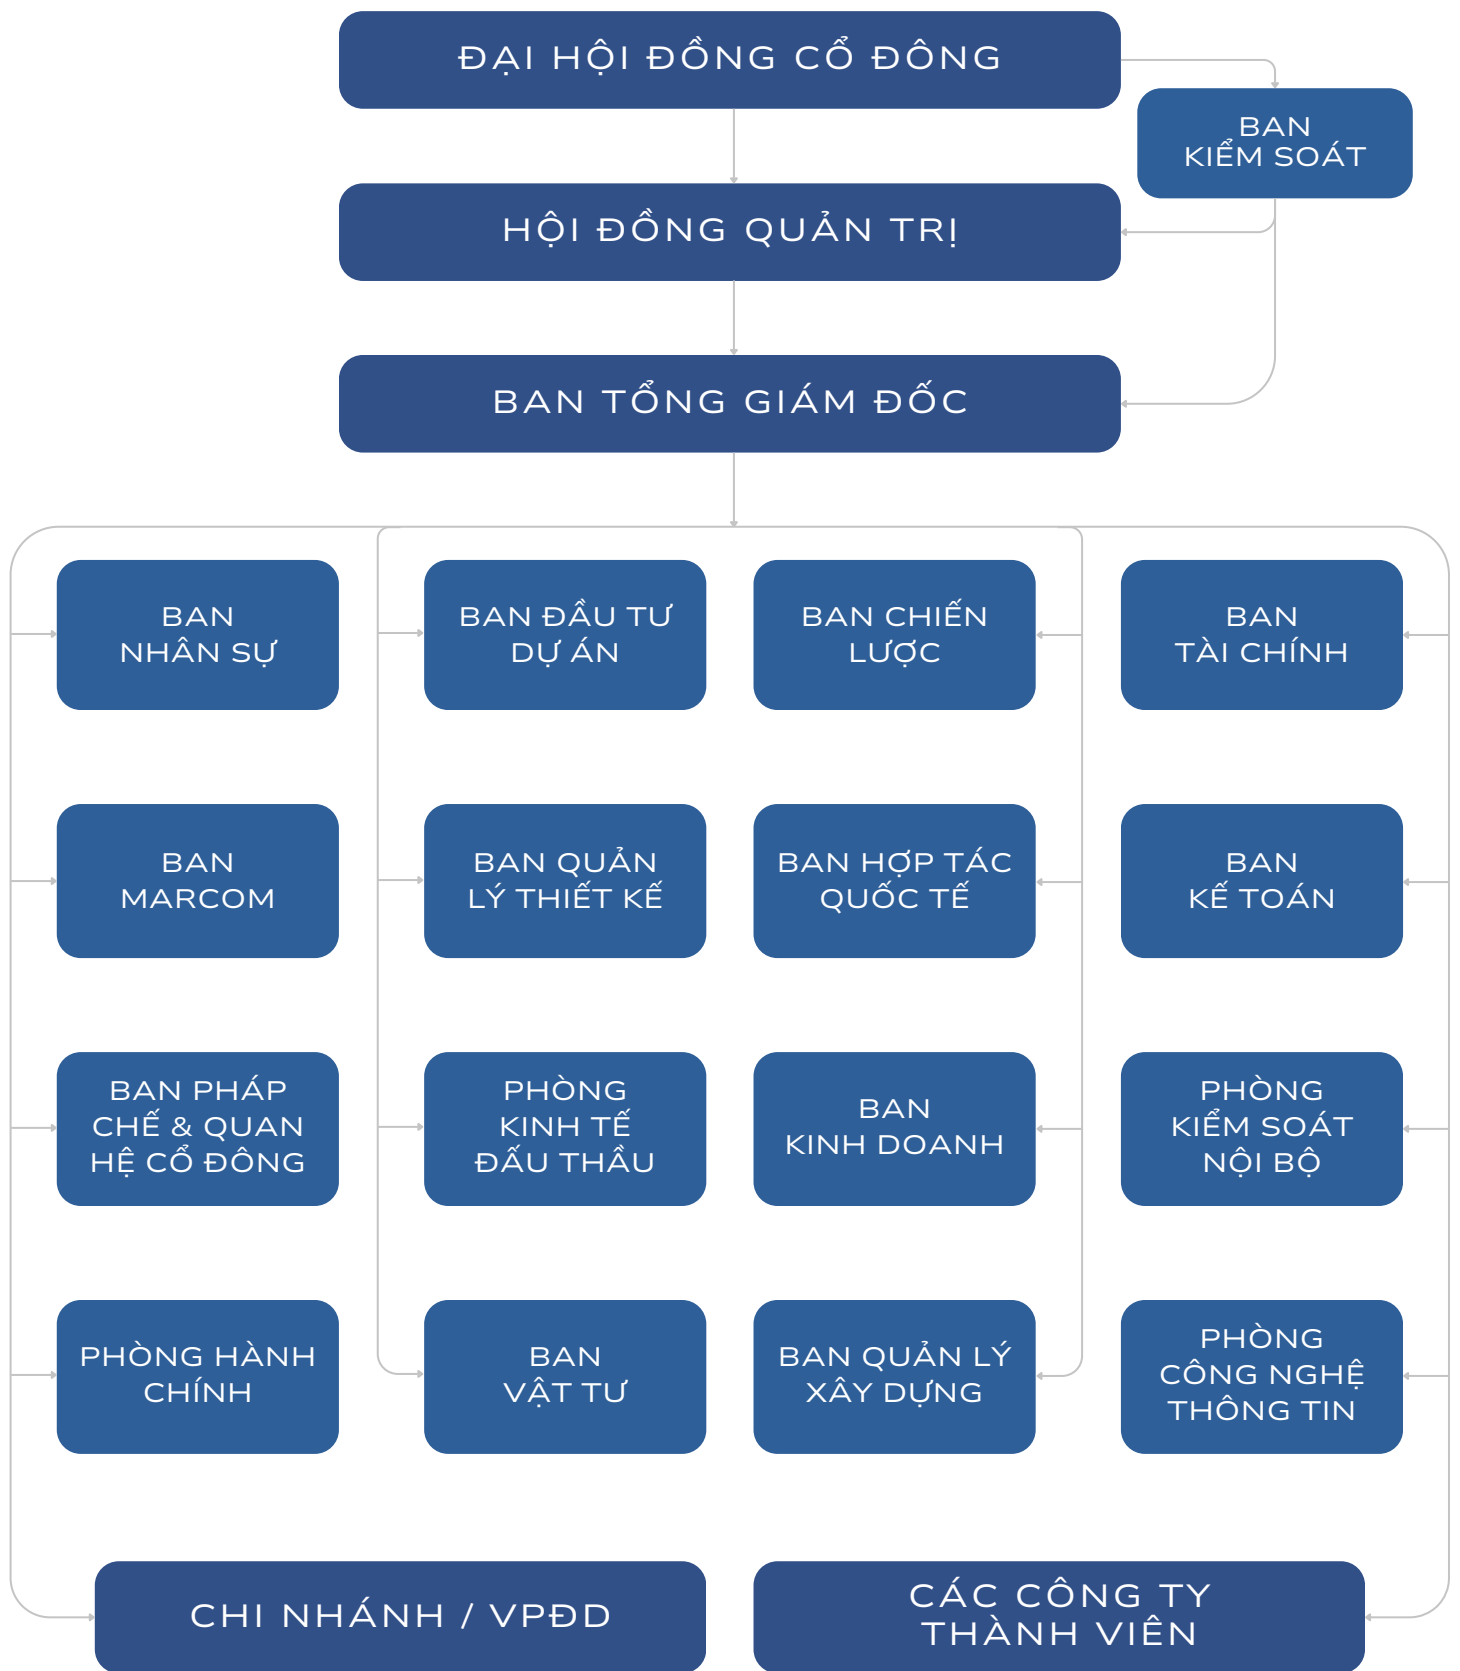 ĐẠI HỘI ĐỒNG CỔ ĐÔNG
BAN
KIỂM SOÁT
HỘI ĐỒNG QUẢN TRỊ
BAN TỔNG GIÁM ĐỐC
BAN
NHÂN SỰ
BAN ĐẦU TƯ
DỰ ÁN
BAN CHIẾN
LƯỢC
BAN
TÀI CHÍNH
BAN
MARCOM
BAN QUẢN
LÝ THIẾT KẾ
BAN HỢP TÁC
QUỐC TẾ
BAN
KẾ TOÁN
BAN PHÁP
CHẾ & QUAN
HỆ CỔ ĐÔNG
PHÒNG
KINH TẾ
ĐẤU THẦU
BAN
KINH DOANH
PHÒNG
KIỂM SOÁT
NỘI BỘ
PHÒNG HÀNH
CHÍNH
BAN
VẬT TƯ
BAN QUẢN LÝ
XÂY DỰNG
PHÒNG
CÔNG NGHỆ
THÔNG TIN
CHI NHÁNH / VPĐD
CÁC CÔNG TY
THÀNH VIÊN